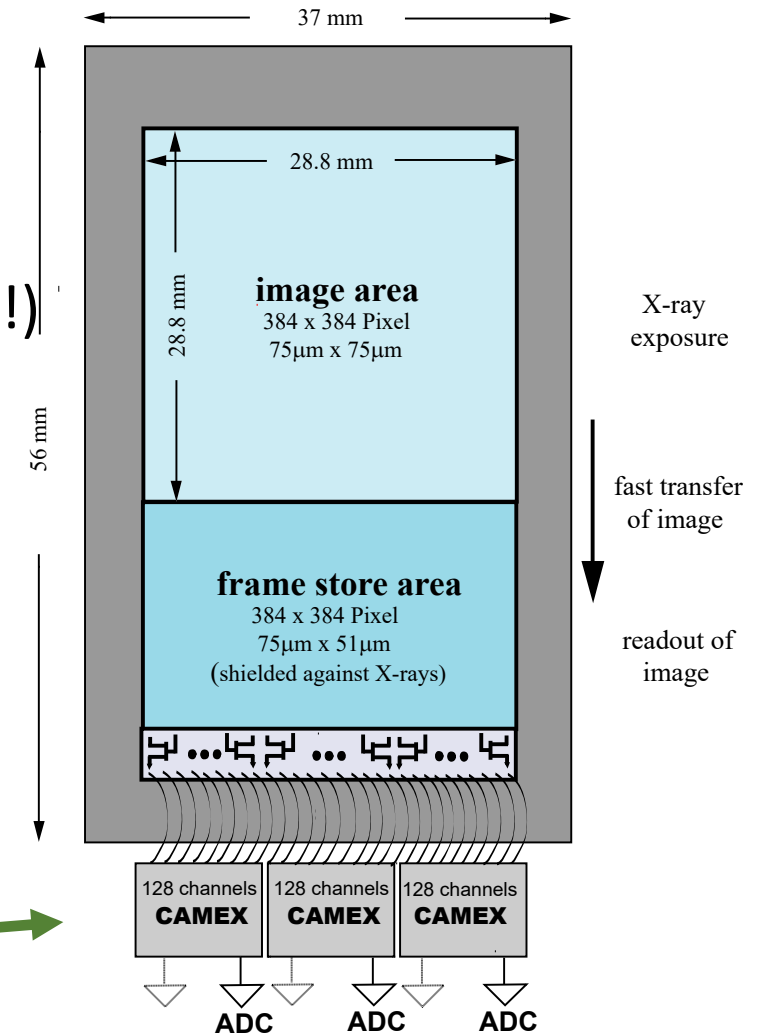 37 mm
28.8 mm
28.8 mm
image area
384 x 384 Pixel
75μm x 75μm
!)
X-ray
exposure
56 mm
fast transfer
of image
frame store area
384 x 384 Pixel
75μm x 51μm
(shielded against X-rays)
readout of
image
128 channels
CAMEX
128 channels
CAMEX
128 channels
CAMEX
ADC
ADC
ADC